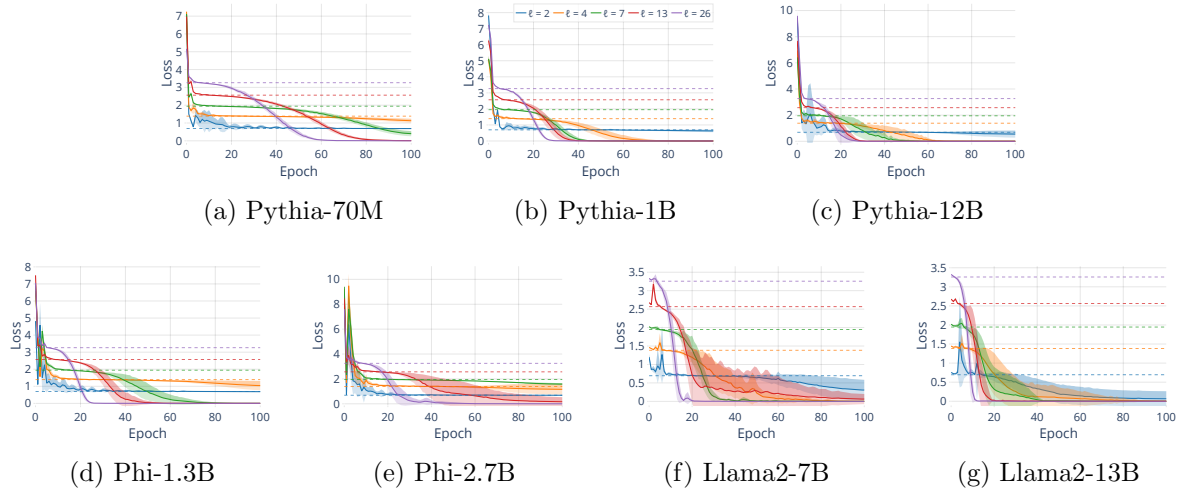 7
6
5
4
3
2
1
0
Loss
0 20 40 60 80 100
Epoch
(a) Pythia-70M
ℓ = 2 ℓ = 4 ℓ = 7 ℓ = 13 ℓ = 26
8
7
6
5
4
3
2
1
0
Loss
0 20 40 60 80 100
Epoch
(b) Pythia-1B
10
8
6
4
2
0
Loss
0 20 40 60 80 100
Epoch
(c) Pythia-12B
8
7
6
5
4
3
2
1
0
Loss
0 20 40 60 80 100
Epoch
(d) Phi-1.3B
10
8
6
4
2
0
Loss
0 20 40 60 80 100
Epoch
(e) Phi-2.7B
3.5
3
2.5
2
1.5
1
0.5
0
Loss
0 20 40 60 80 100
Epoch
(f) Llama2-7B
3.5
3
2.5
2
1.5
1
0.5
0
Loss
0 20 40 60 80 100
Epoch
(g) Llama2-13B